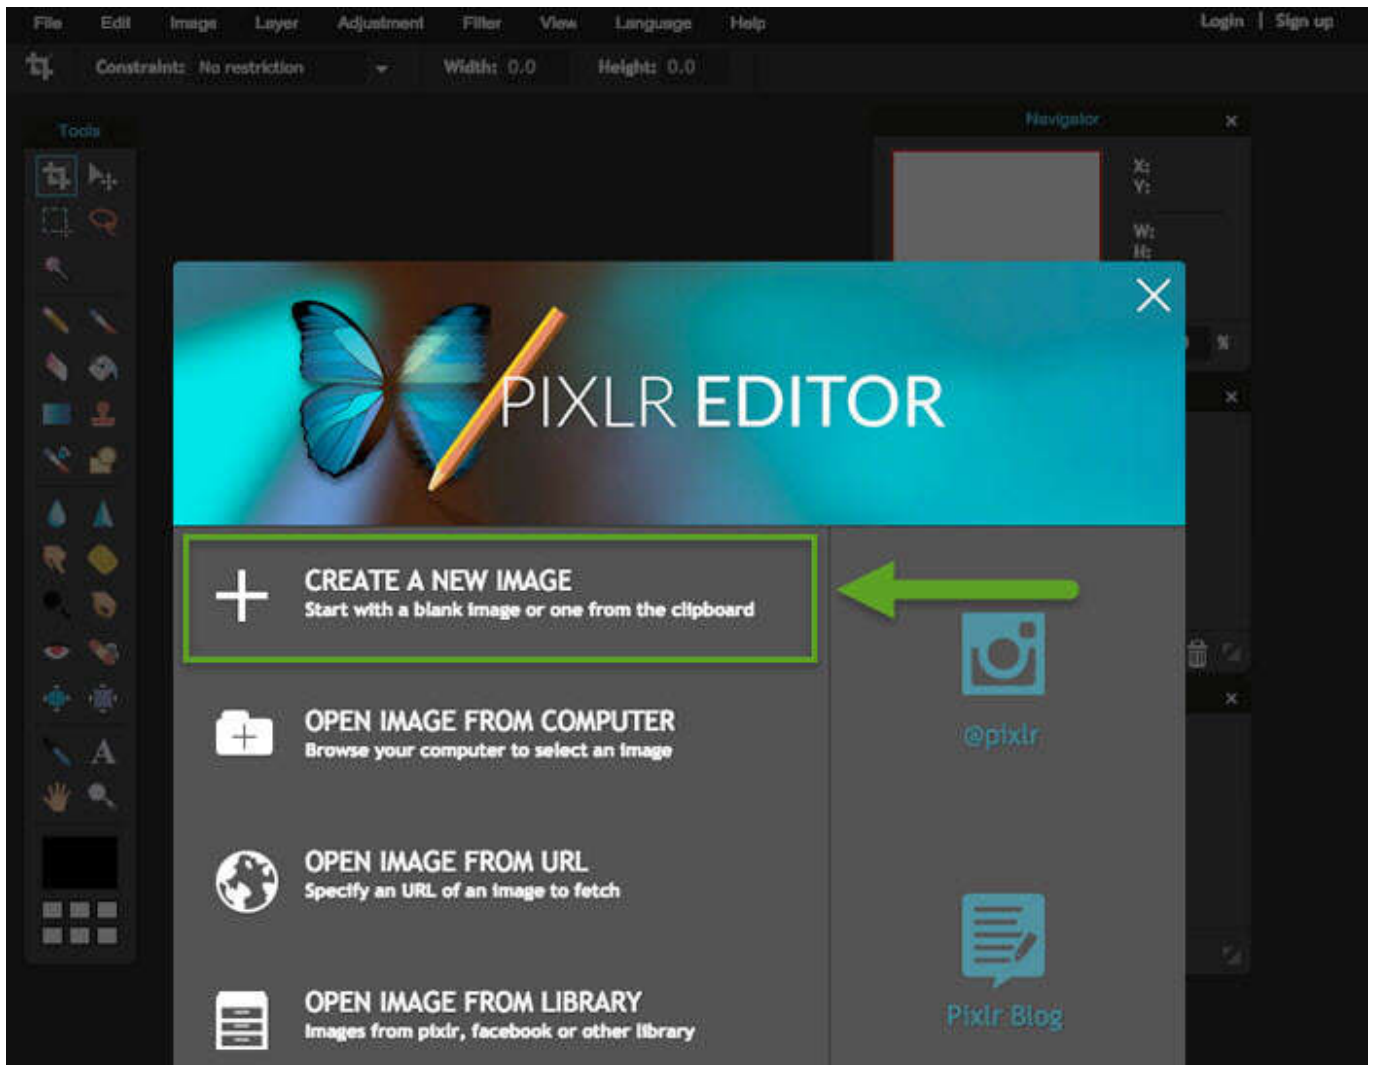 File Edit Image Layer Adjustment Filter View Language Help Login | Sign up
Constraint: No restriction Width: 0.0 Height: 0.0
Tools
Navigator
X:
Y:
W:
H:
%
PIXLR EDITOR
CREATE A NEW IMAGE
Start with a blank image or one from the clipboard
OPEN IMAGE FROM COMPUTER
Browse your computer to select an image
@pixlr
A
OPEN IMAGE FROM URL
Specify an URL of an image to fetch
OPEN IMAGE FROM LIBRARY
Images from pixlr, facebook or other library
Pixlr Blog